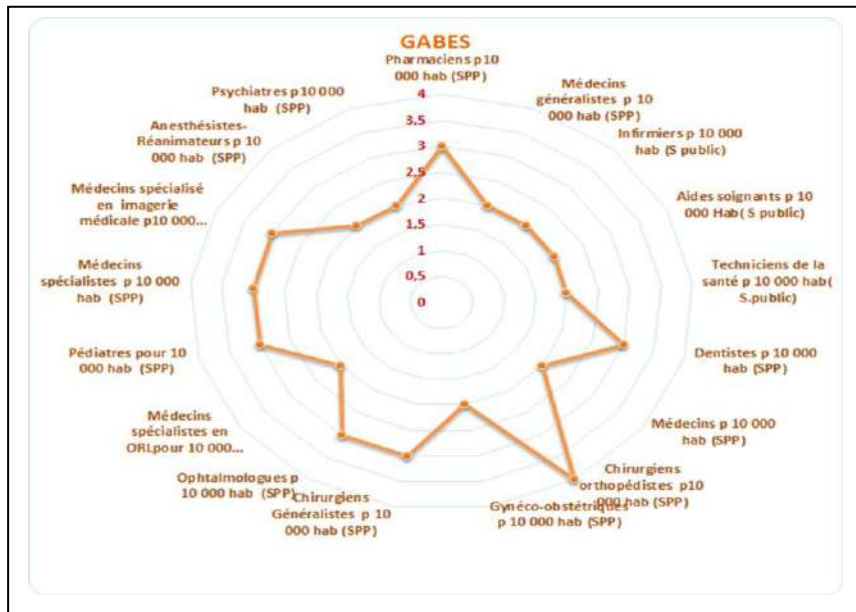 GABES
Pharmaciens p10
000 hab (SPP)
Médecins
généralistes p 10
000 hab (SPP)
Infirmiers p 10 000
hab (S public)
Aides soignants p 10
000 Hab( S public)
Techniciens de la
santé p 10 000 hab(
S.public)
Dentistes p 10 000
hab (SPP)
Médecins p 10 000
hab (SPP)
Chirurgiens
orthopédistes p10
000 hab (SPP)
Gynéco-obstétriques
p 10 000 hab (SPP)
Chirurgiens
Généralistes p 10
000 hab (SPP)
Ophtalmologues p
10 000 hab (SPP)
Médecins
spécialistes en
ORLpour 10 000...
Pédiatres pour 10
000 hab (SPP)
Médecins
spécialistes p 10 000
hab (SPP)
Médecins spécialisé
en imagerie
médicale p10 000...
Anesthésistes-
Réanimateurs p 10
000 hab (SPP)
Psychiatres p10 000
hab (SPP)
4
3,5
3
2,5
2
1,5
1
0,5
0